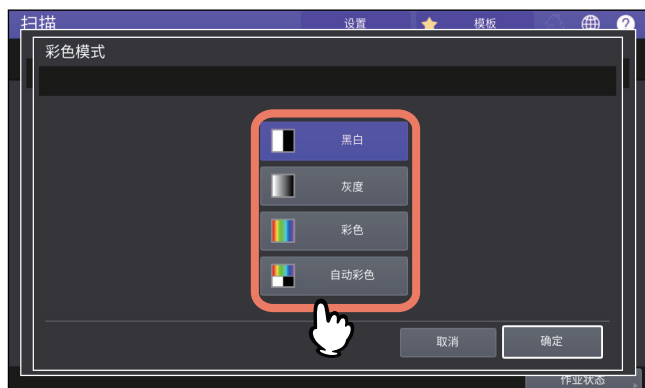 扫描 设置 模板 ?
彩色模式
黑白
灰度
彩色
自动彩色
取消 确定
作业状态